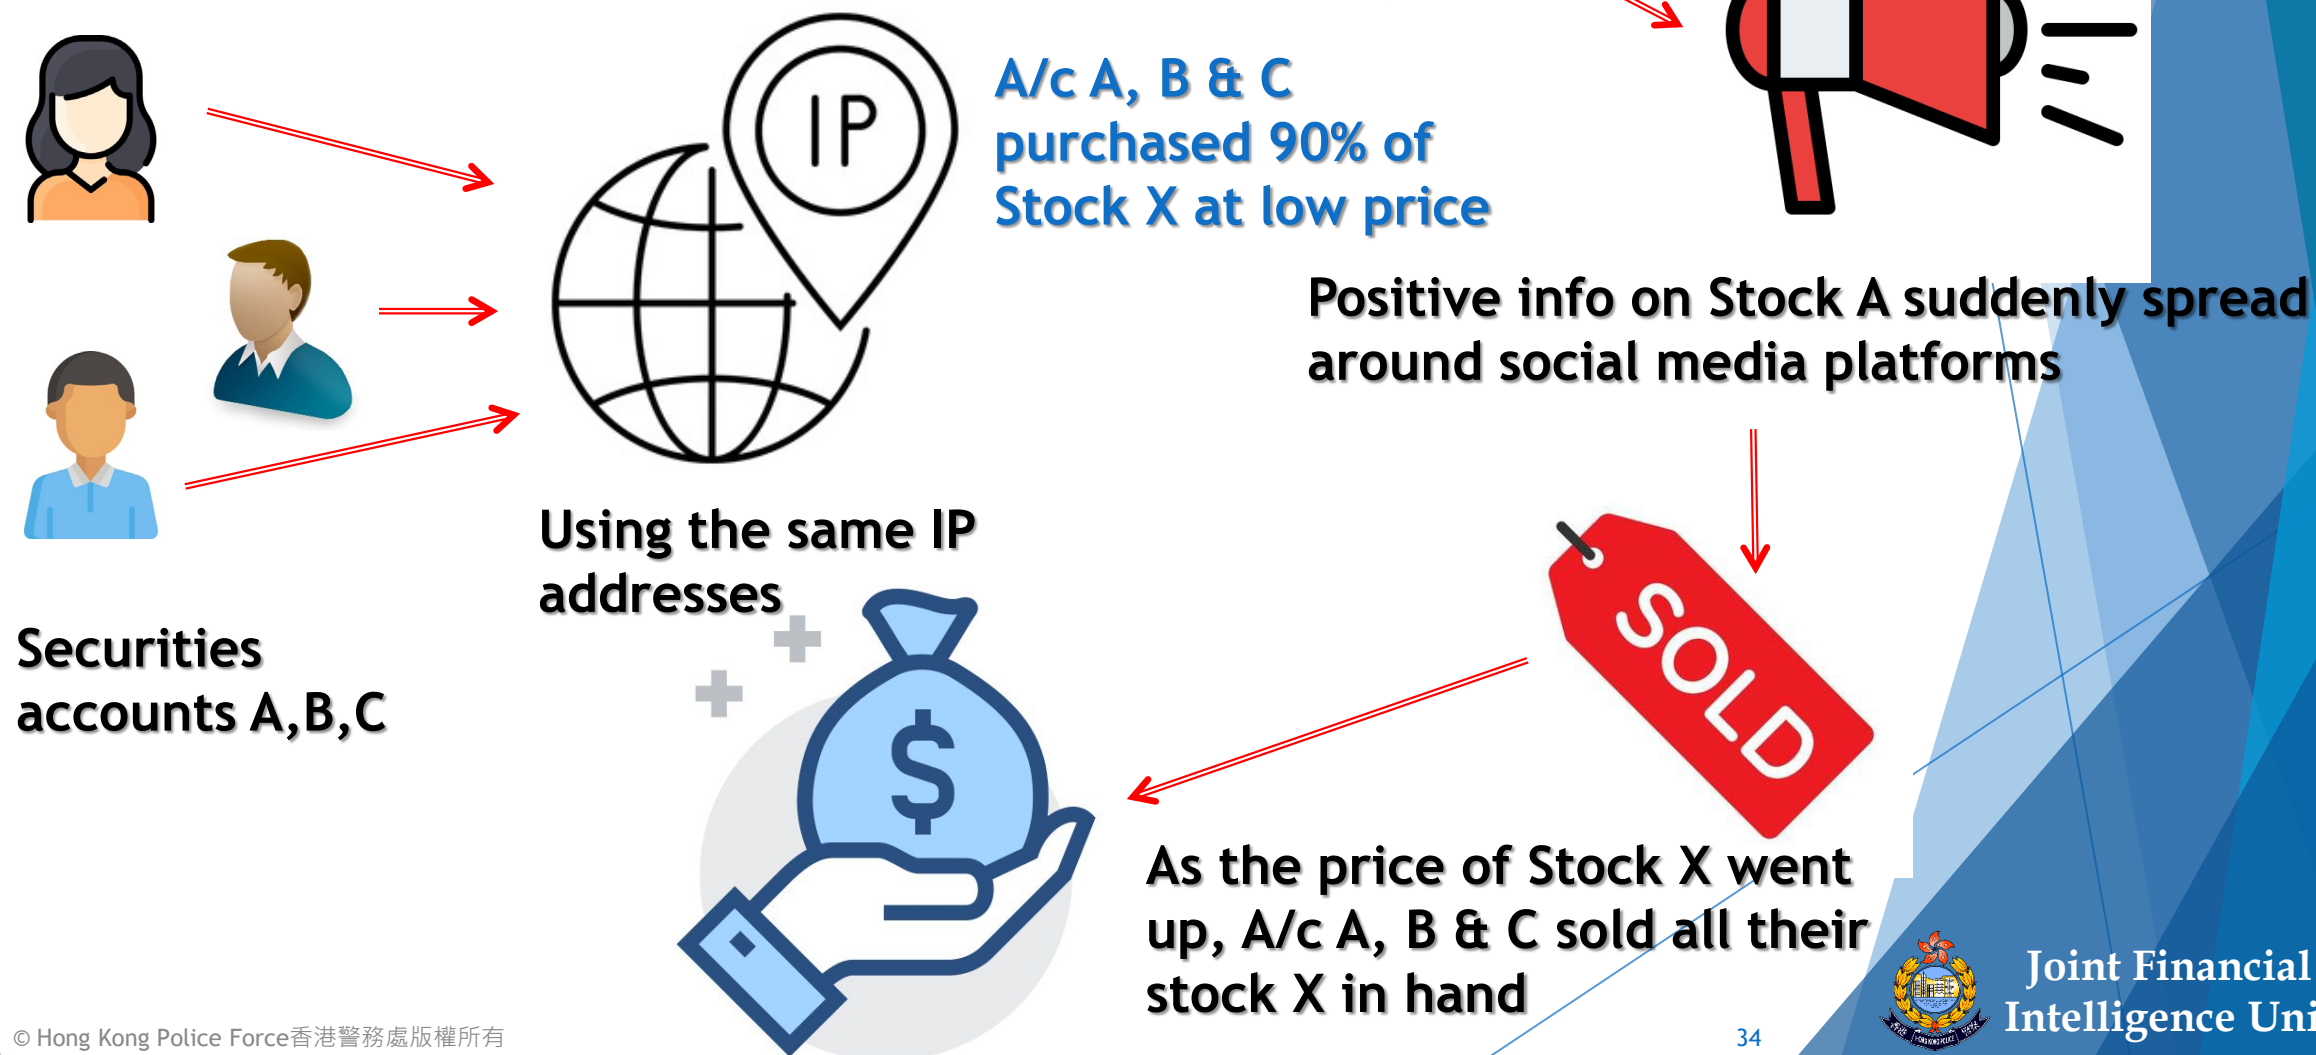 IP
A/c A, B & C
purchased 90% of
Stock X at low price
Positive info on Stock A suddenly spread
around social media platforms
Using the same IP
addresses
Securities
accounts A,B,C
SOLD
$
As the price of Stock X went
up, A/c A, B & C sold all their
stock X in hand
Joint Financial
Intelligence Uni
© Hong Kong Police Force香港警務處版權所有
34